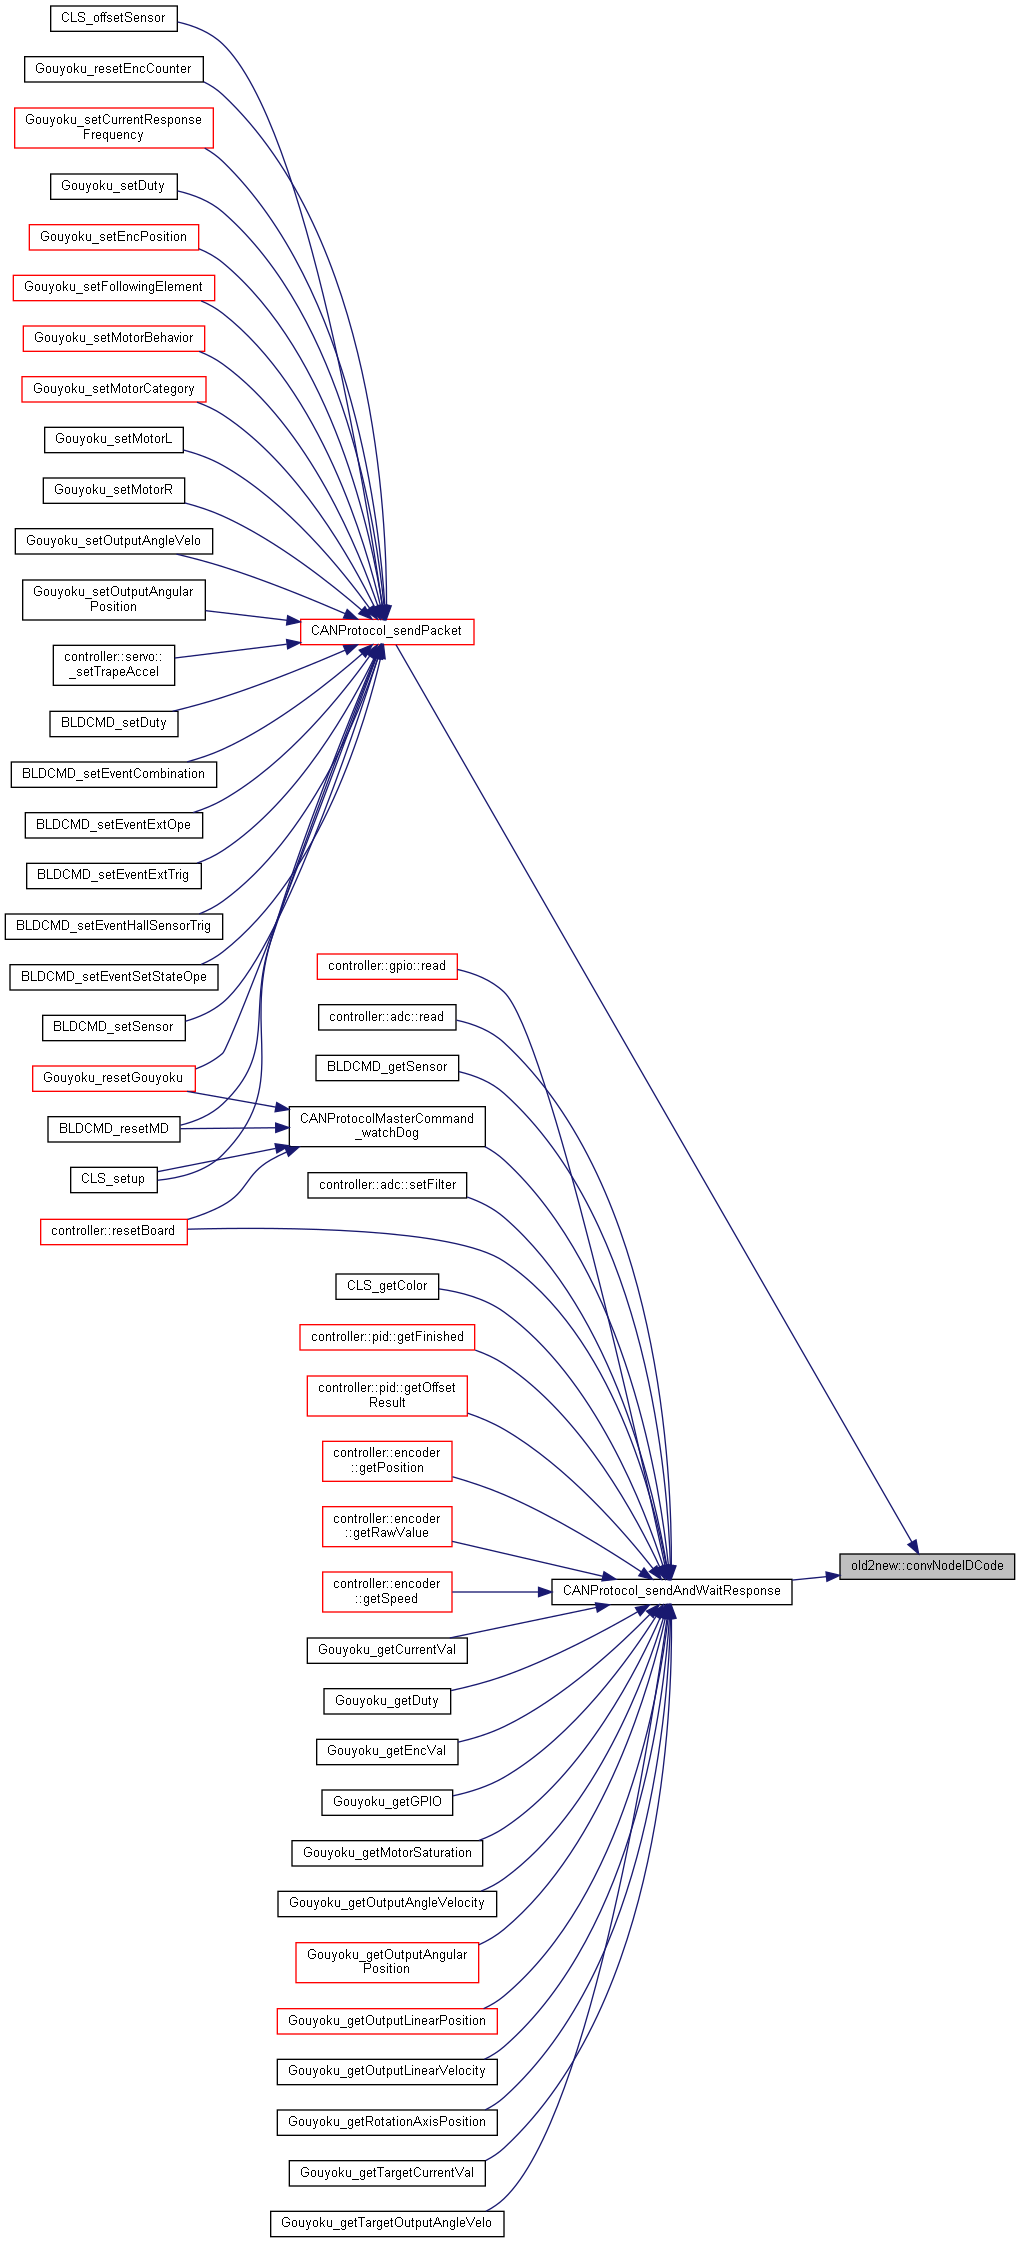 CLS_offsetSensor
Gouyoku_resetEncCounter
Gouyoku_setCurrentResponse
Frequency
Gouyoku_setDuty
Gouyoku_setEncPosition
Gouyoku_setFollowingElement
Gouyoku_setMotorBehavior
Gouyoku_setMotorCategory
Gouyoku_setMotorL
Gouyoku_setMotorR
Gouyoku_setOutputAngleVelo
Gouyoku_setOutputAngular
Position
CANProtocol_sendPacket
controller::servo::
_setTrapeAccel
BLDCMD_setDuty
BLDCMD_setEventCombination
BLDCMD_setEventExtOpe
BLDCMD_setEventExtTrig
BLDCMD_setEventHallSensorTrig
BLDCMD_setEventSetStateOpe
BLDCMD_setSensor
Gouyoku_resetGouyoku
BLDCMD_resetMD
CLS_setup
controller::resetBoard
controller::gpio::read
controller::adc::read
BLDCMD_getSensor
CANProtocolMasterCommand
_watchDog
controller::adc::setFilter
CLS_getColor
controller::pid::getFinished
controller::pid::getOffset
Result
controller::encoder
::getPosition
controller::encoder
::getRawValue
controller::encoder
::getSpeed
old2new::convNodeIDCode
CANProtocol_sendAndWaitResponse
Gouyoku_getCurrentVal
Gouyoku_getDuty
Gouyoku_getEncVal
Gouyoku_getGPIO
Gouyoku_getMotorSaturation
Gouyoku_getOutputAngleVelocity
Gouyoku_getOutputAngular
Position
Gouyoku_getOutputLinearPosition
Gouyoku_getOutputLinearVelocity
Gouyoku_getRotationAxisPosition
Gouyoku_getTargetCurrentVal
Gouyoku_getTargetOutputAngleVelo